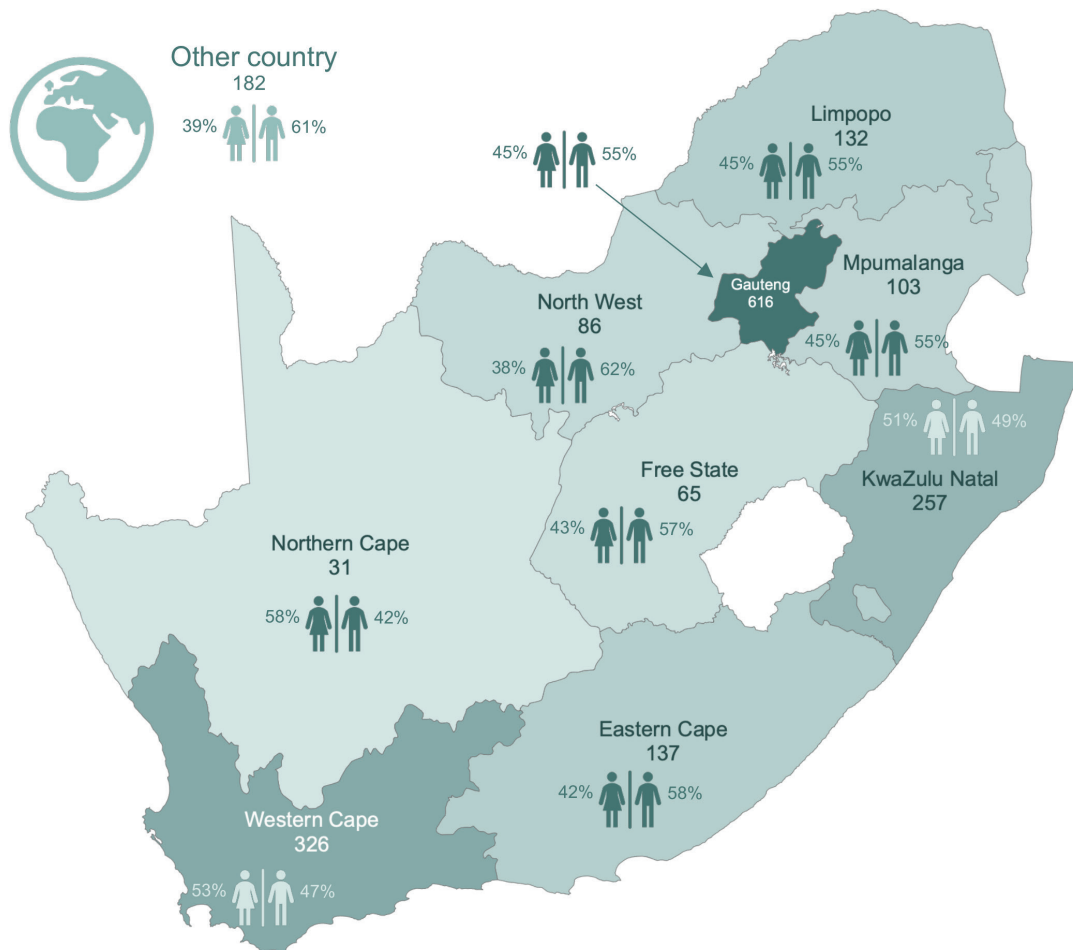 Other country
182
39% 61%
45% 55%
Limpopo
132
45% 55%
Mpumalanga
103
45% 55%
Gauteng
616
North West
86
38% 62%
51% 49%
KwaZulu Natal
257
Free State
65
43% 57%
Northern Cape
31
58% 42%
Eastern Cape
137
42% 58%
Western Cape
326
53% 47%